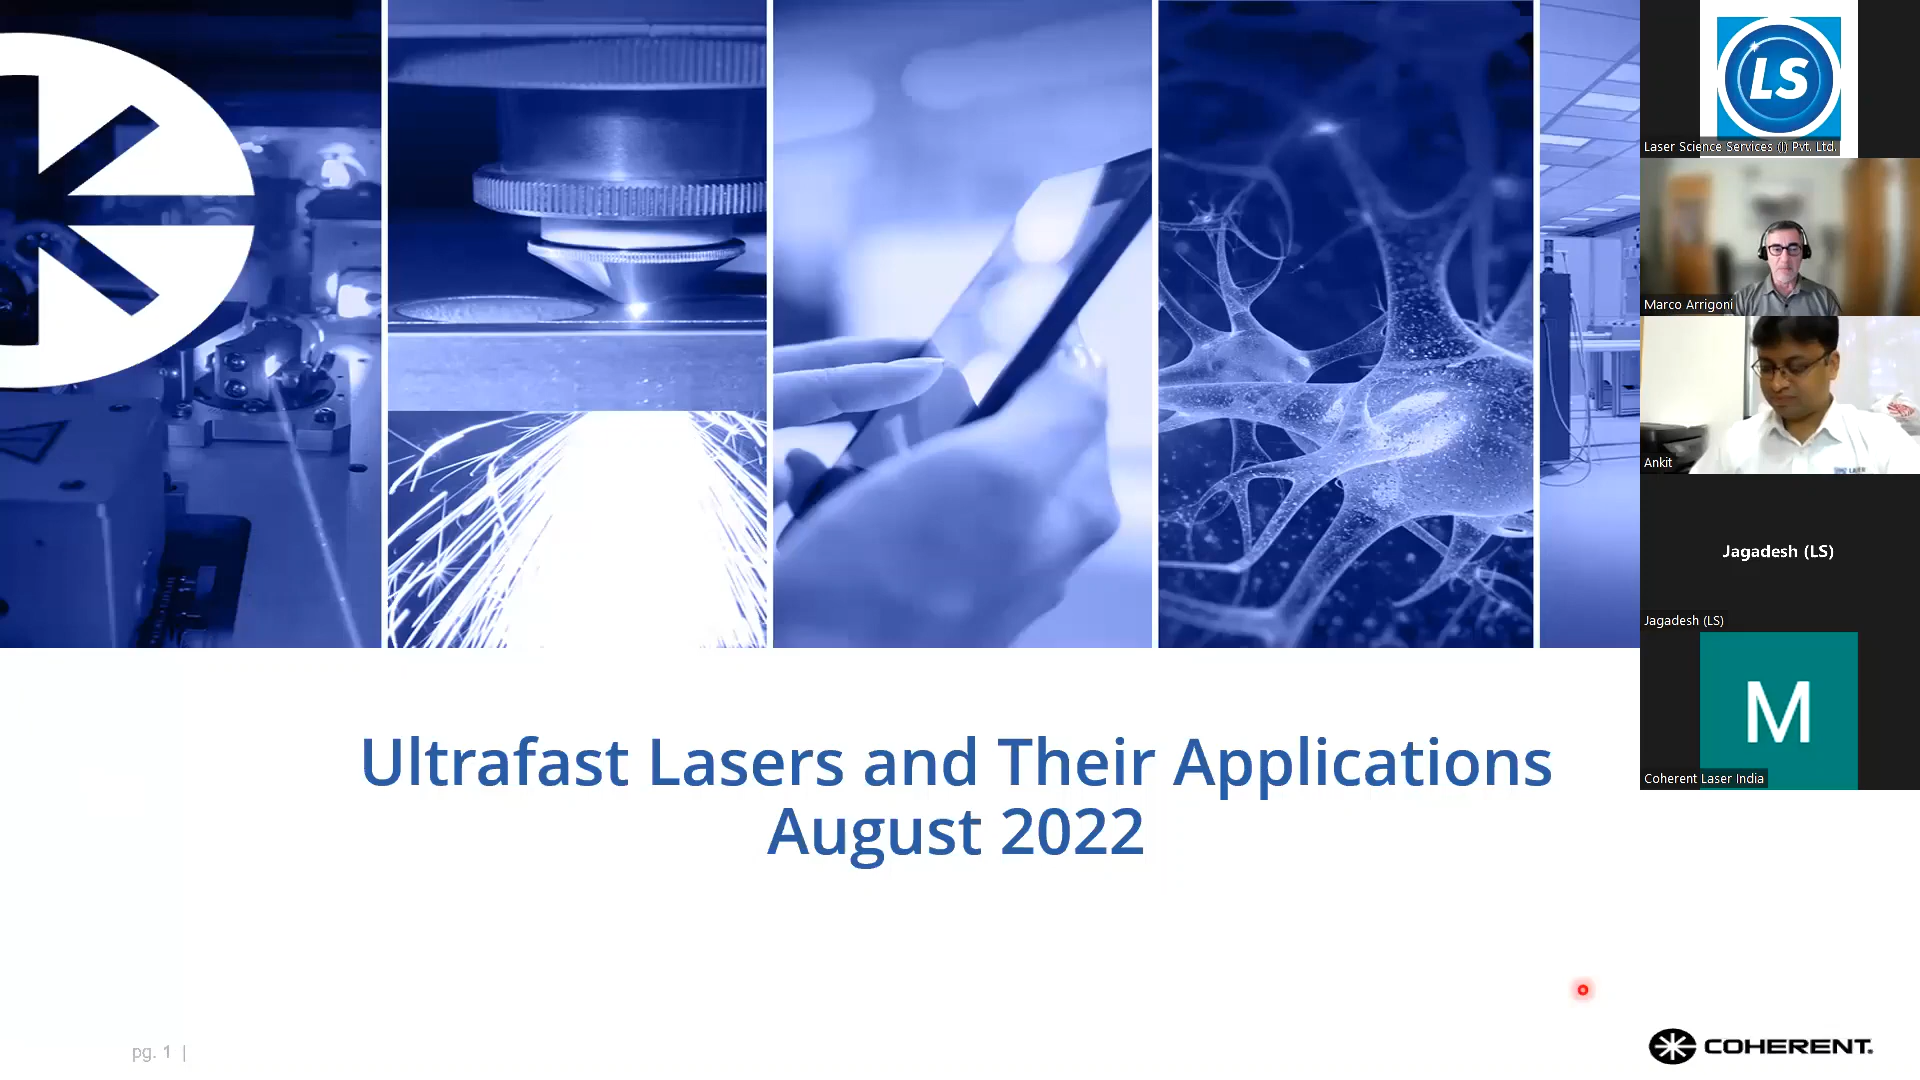 LS
Laser Science Services (I) Pvt. Ltd.
Marco Arrigoni
Ankit
Jagadesh (LS)
Jagadesh (LS)
M
Coherent Laser India
Ultrafast Lasers and Their Applications
August 2022
pg. 1 |
COHERENT.